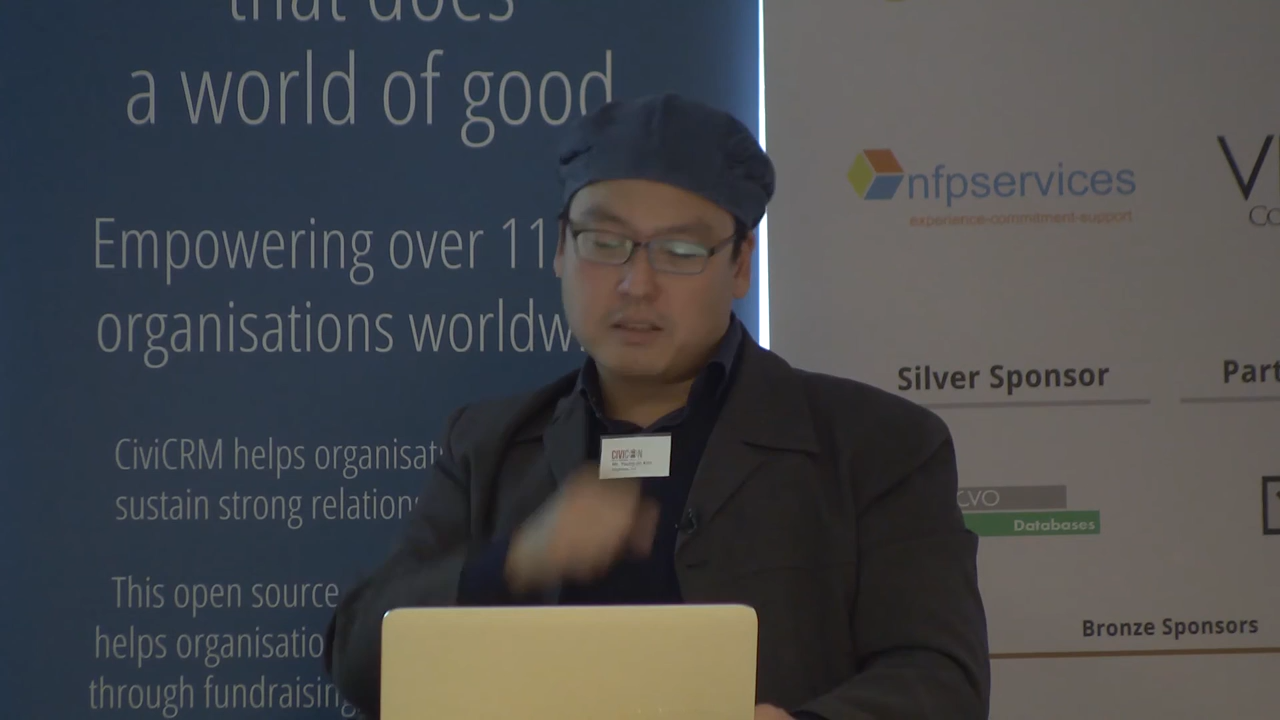 that does
a world of good
Empowering over 11
organisations worldw
CiviCRM helps organisat
sustain strong relation
This open source
helps organisatio
through fundraising
CIVICON
nfpservices
experience-commitment-support
Silver Sponsor
Part
CVO
Databases
Bronze Sponsors